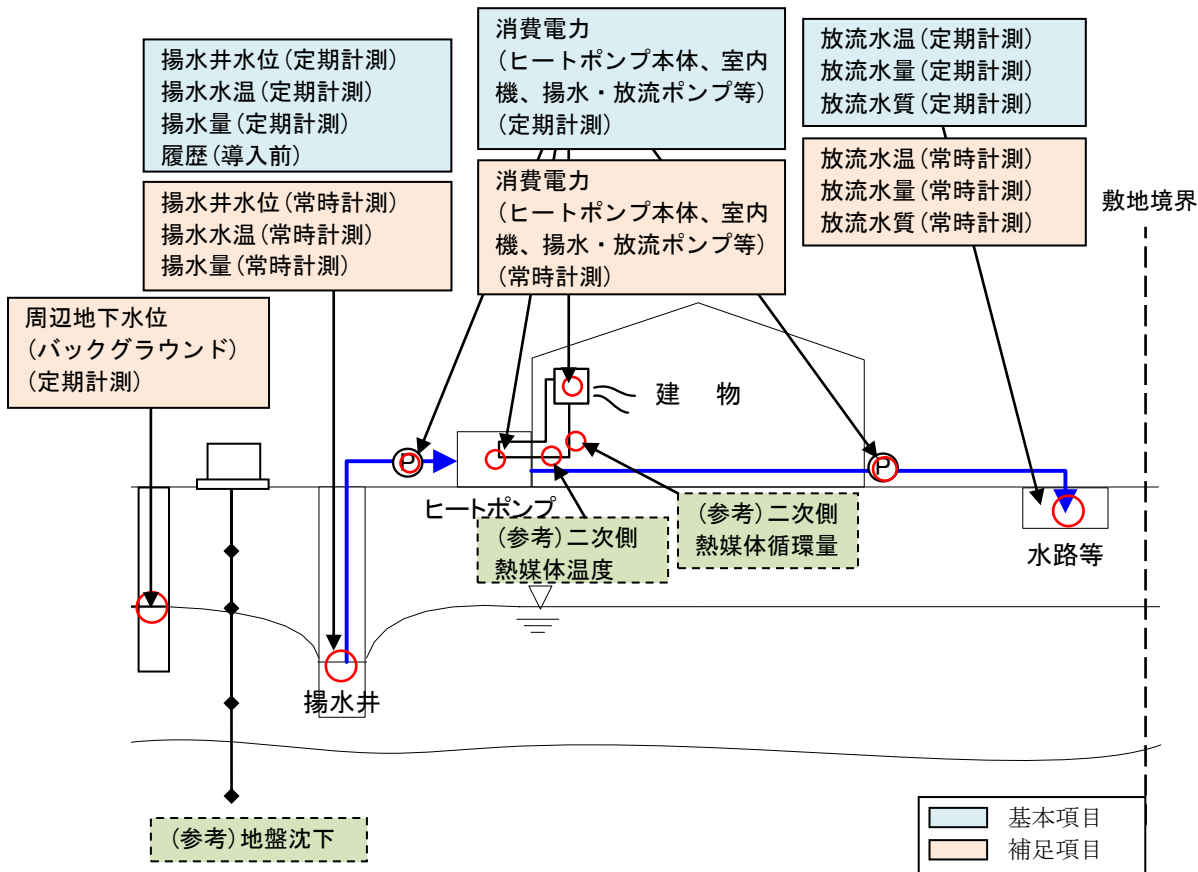 揚水井水位(定期計測)
揚水水温(定期計測)
揚水量(定期計測)
履歴(導入前)
消費電力
(ヒートポンプ本体、室内
機、揚水・放流ポンプ等)
(定期計測)
放流水温(定期計測)
放流水量(定期計測)
放流水質(定期計測)
揚水井水位(常時計測)
揚水水温(常時計測)
揚水量(常時計測)
消費電力
(ヒートポンプ本体、室内
機、揚水・放流ポンプ等)
(常時計測)
放流水温(常時計測)
放流水量(常時計測)
放流水質(常時計測)
敷地境界
周辺地下水位
(バックグラウンド)
(定期計測)
建 物
P
P
ヒートポンプ
(参考)二次側
熱媒体温度
(参考)二次側
熱媒体循環量
水路等
揚水井
(参考)地盤沈下
基本項目
補足項目